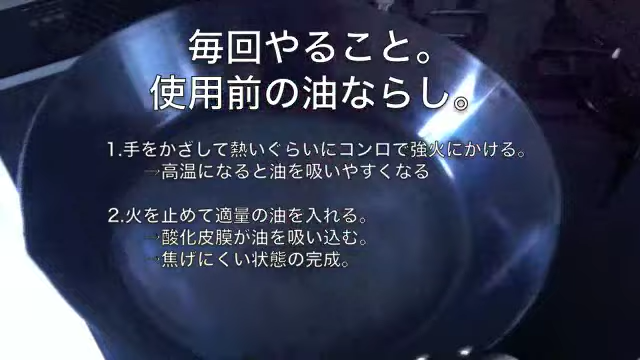 毎回やること。
使用前の油ならし。
1.手をかざして熱いぐらいにコンロで強火にかける。
→高温になると油を吸いやすくなる
2.火を止めて適量の油を入れる。
→酸化皮膜が油を吸い込む。
→焦げにくい状態の完成。